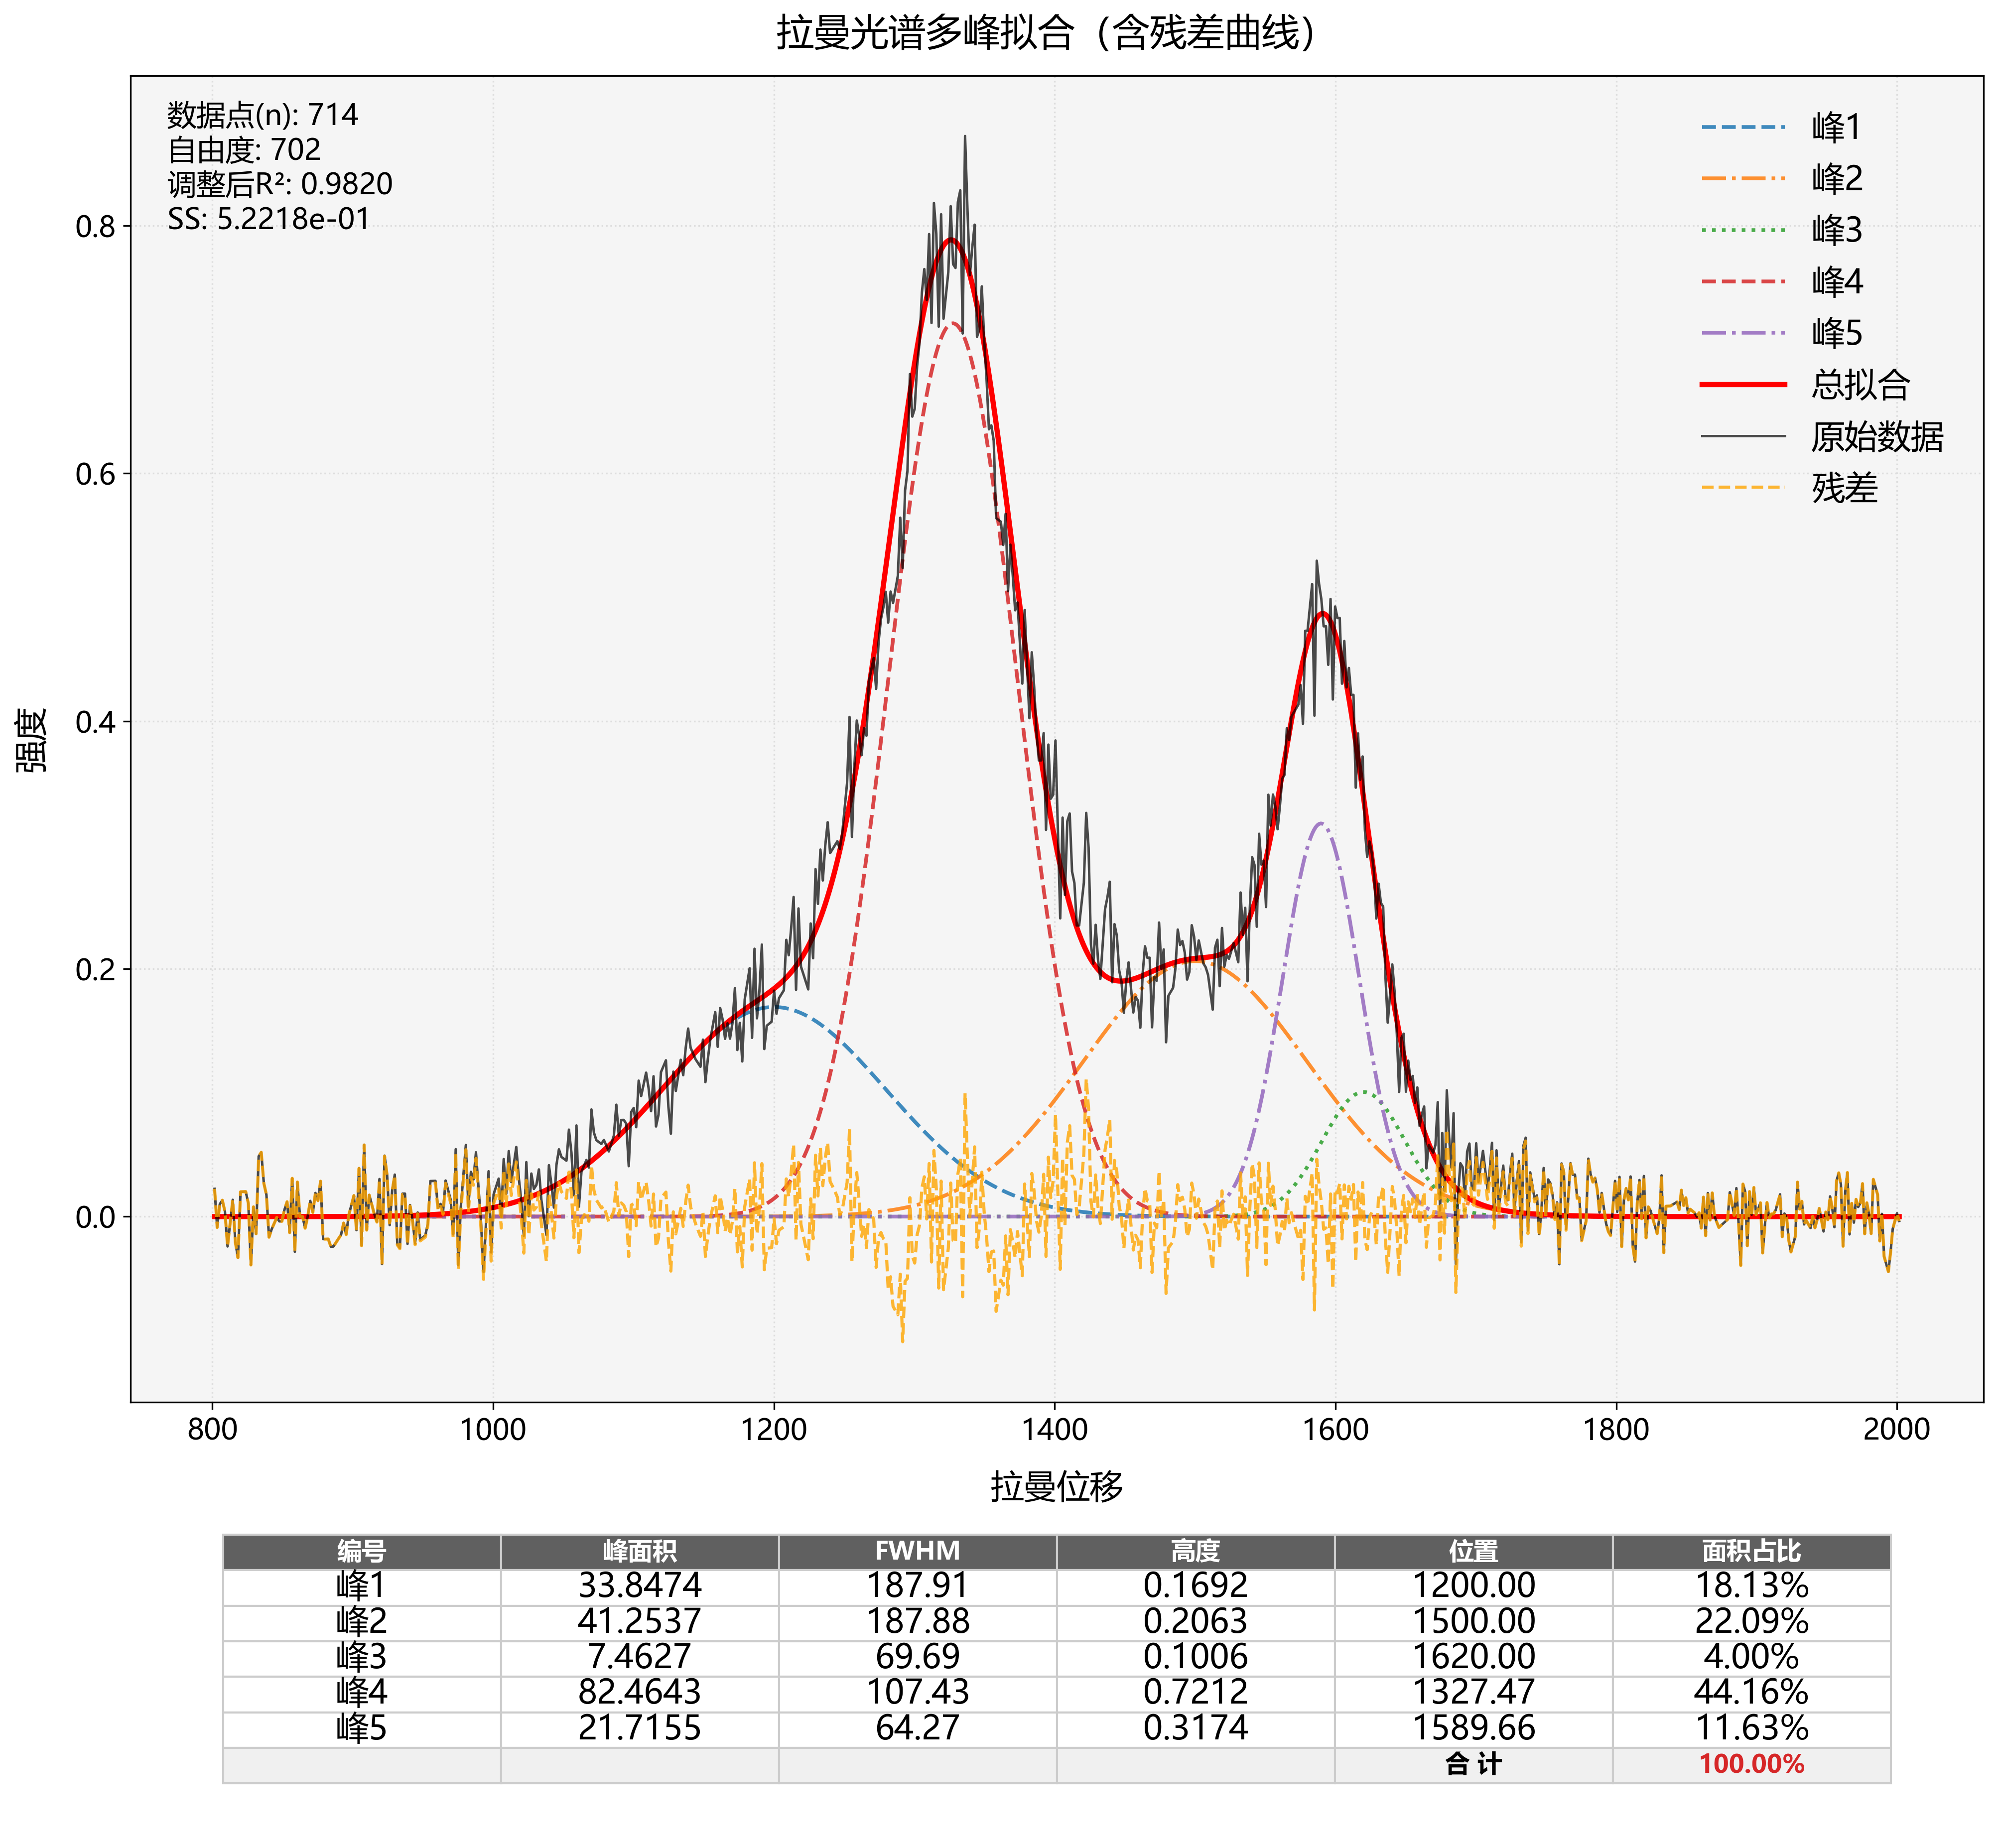 拉曼光谱多峰拟合（含残差曲线）
数据点(n): 714
自由度: 702
调整后R²: 0.9820
SS: 5.2218e-01
峰1
峰2
峰3
峰4
峰5
总拟合
原始数据
残差
0.8
0.6
0.4
0.2
0.0
强度
800 1000 1200 1400 1600 1800 2000
拉曼位移
编号 峰面积 FWHM 高度 位置 面积占比
峰1 33.8474 187.91 0.1692 1200.00 18.13%
峰2 41.2537 187.88 0.2063 1500.00 22.09%
峰3 7.4627 69.69 0.1006 1620.00 4.00%
峰4 82.4643 107.43 0.7212 1327.47 44.16%
峰5 21.7155 64.27 0.3174 1589.66 11.63%
合 计 100.00%